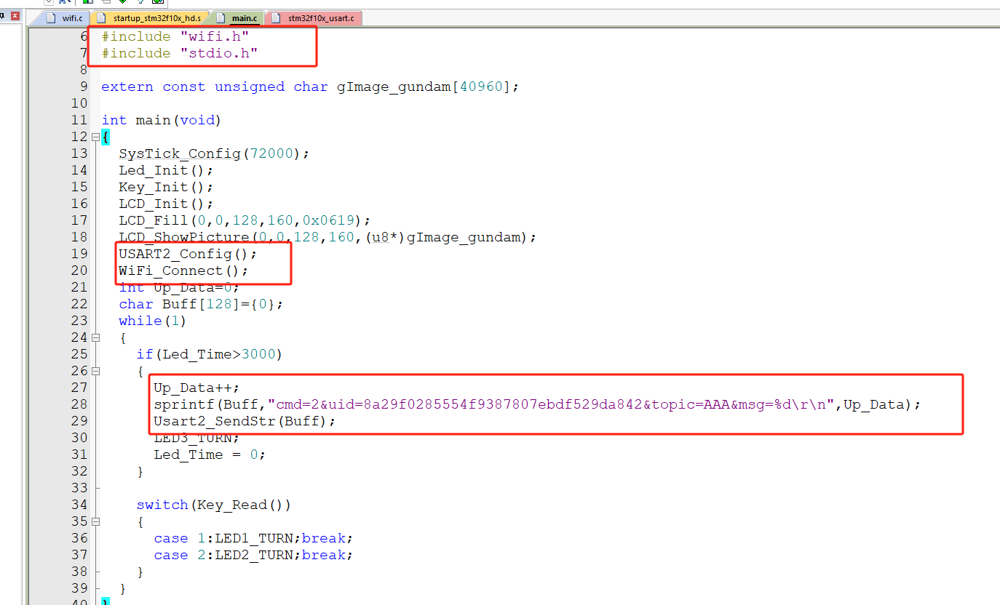 wifi.c startup_stm32f10x_hd.s main.c stm32f10x_usart.c
6 #include "wifi.h"
7 #include "stdio.h"
8
9 extern const unsigned char gImage_gundam[40960];
10
11 int main(void)
12 {
13 SysTick_Config(72000);
14 Led_Init();
15 Key_Init();
16 LCD_Init();
17 LCD_Fill(0,0,128,160,0x0619);
18 LCD_ShowPicture(0,0,128,160,(u8*)gImage_gundam);
19 USART2_Config();
20 WiFi_Connect();
21 int Up_Data=0;
22 char Buff[128]={0};
23 while(1)
24 {
25 if(Led_Time>3000)
26 {
27 Up_Data++;
28 sprintf(Buff,"cmd=2&uid=8a29f0285554f9387807ebdf529da842&topic=AAA&msg=%d\r\n",Up_Data);
29 Usart2_SendStr(Buff);
30 LED3_TURN;
31 Led_Time = 0;
32 }
33
34 switch(Key_Read())
35 {
36 case 1:LED1_TURN;break;
37 case 2:LED2_TURN;break;
38 }
39 }
40 }